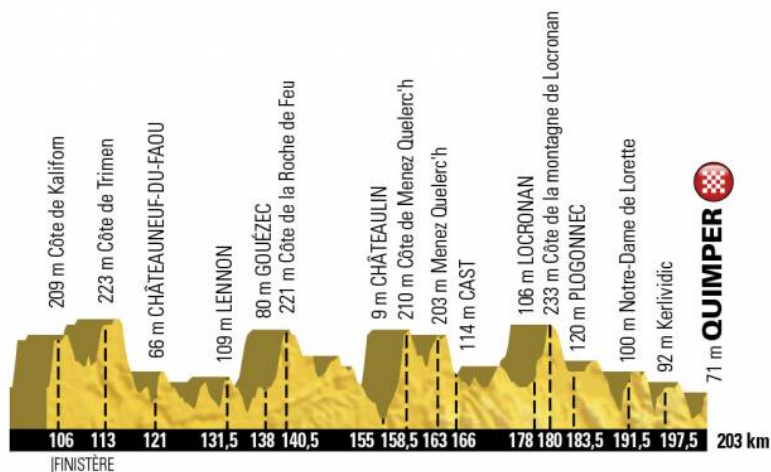 209 m Côte de Kalifom
223 m Côte de Trimen
66 m CHÂTEAUNEUF-DU-FAOU
109 m LENNON
80 m GOUÉZEC
221 m Côte de la Roche de Feu
9 m CHÂTEAULIN
210 m Côte de Menez Quelerc'h
203 m Menez Quelerc'h
114 m CAST
106 m LOCRONAN
233 m Côte de la montagne de Locronan
120 m PLOGONNEC
100 m Notre-Dame de Lorette
92 m Kerlividic
71 m QUIMPER
106 113 121 131,5 138 140,5 155 158,5 163 166 178 180 183,5 191,5 197,5 203 km
|FINISTÈRE